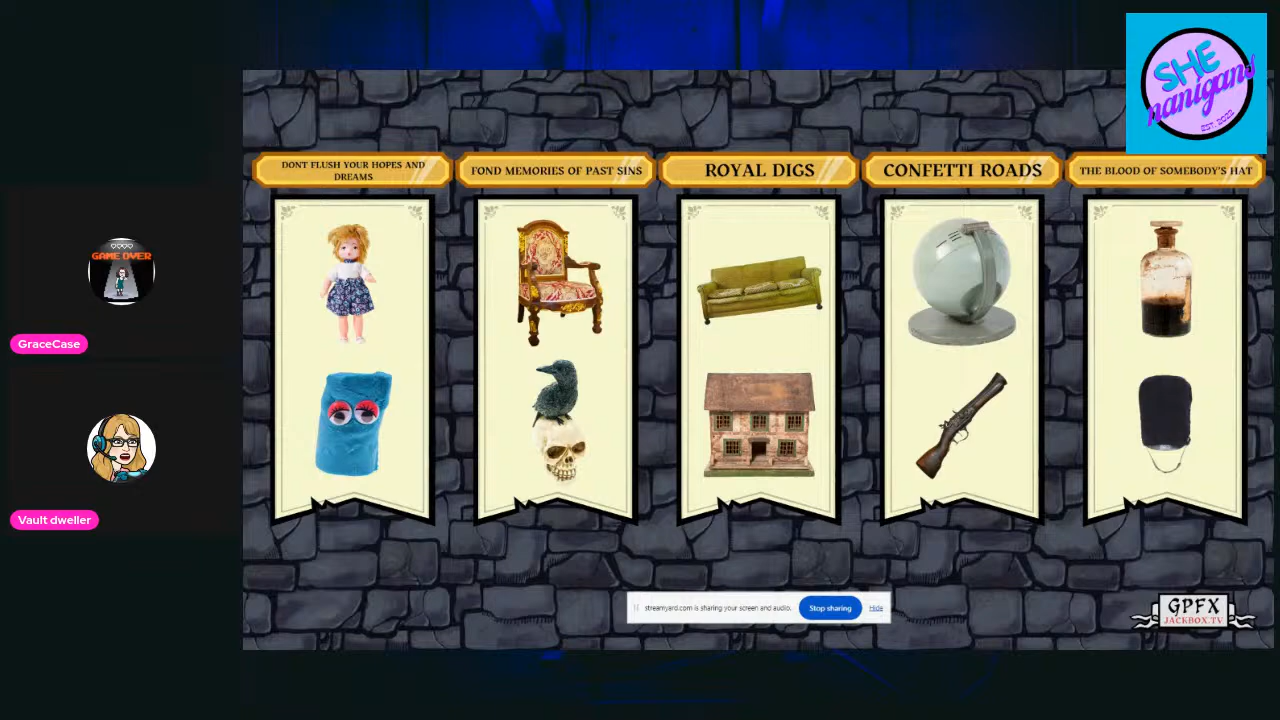 SHE
nanigans
EST. 2022
DONT FLUSH YOUR HOPES AND
DREAMS
FOND MEMORIES OF PAST SINS
ROYAL DIGS
CONFETTI ROADS
THE BLOOD OF SOMEBODY'S HAT
GAME OVER
GraceCase
Vault dweller
streamyard.com is sharing your screen and audio.
Stop sharing
Hide
GPFX
JACKBOX.TV